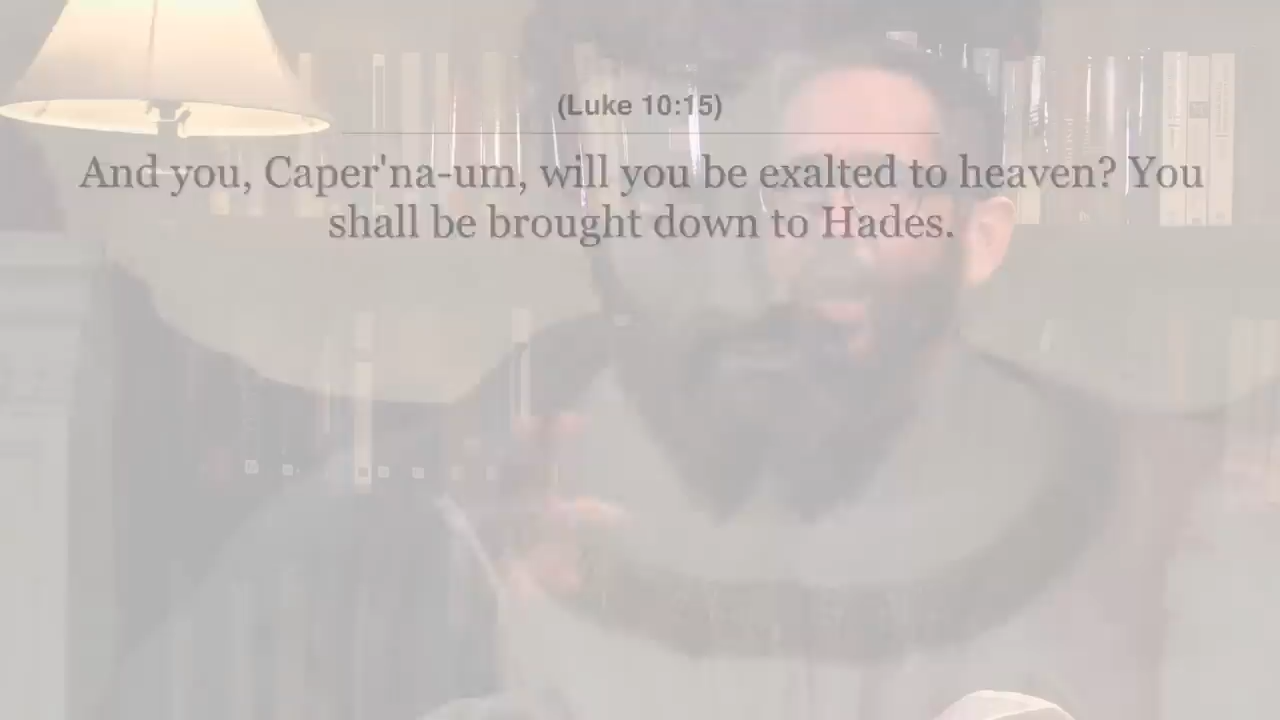 (Luke 10:15)
And you, Caper'na-um, will you be exalted to heaven? You
shall be brought down to Hades.